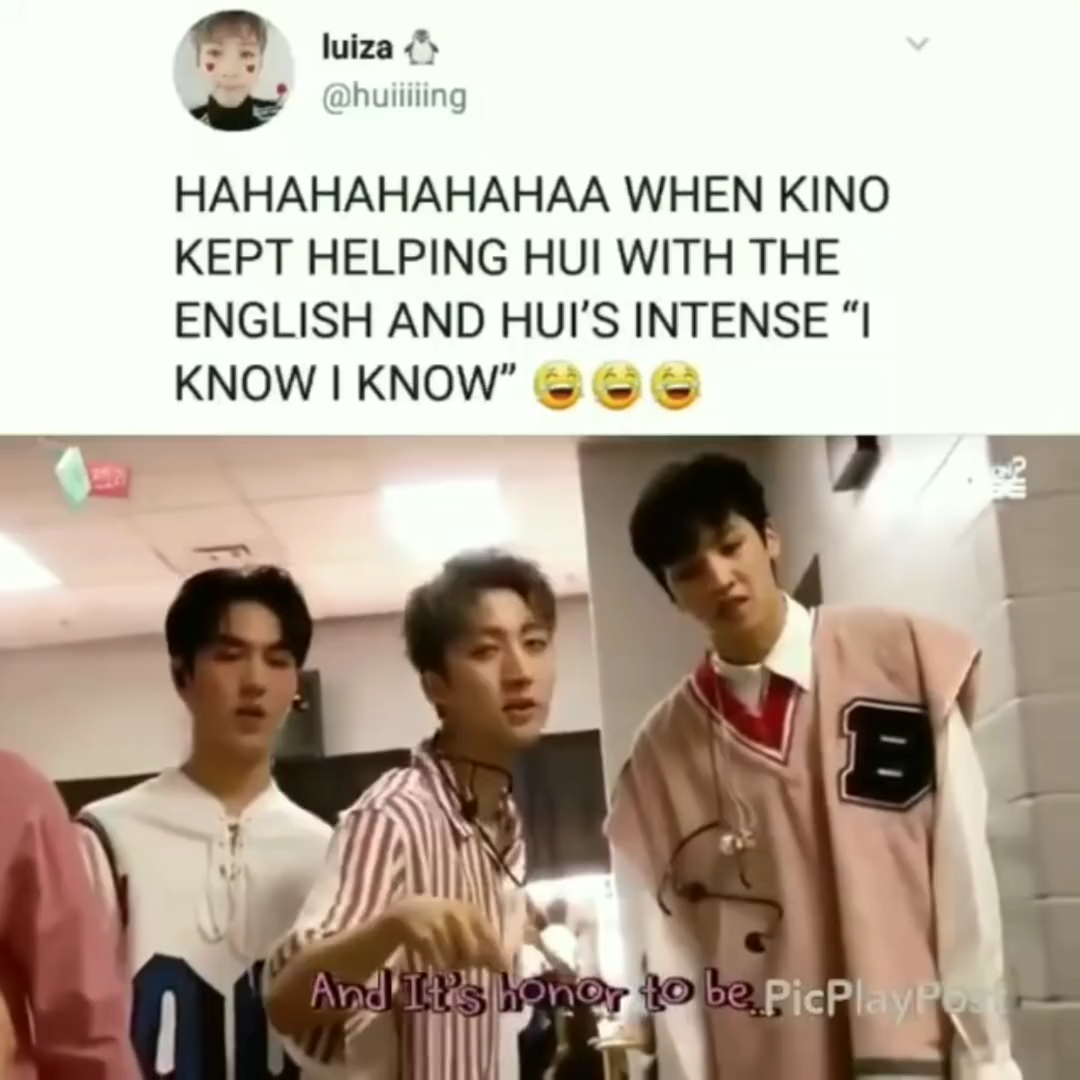 luiza 🐧
@huiiiiing
HAHAHAHAHAHAA WHEN KINO
KEPT HELPING HUI WITH THE
ENGLISH AND HUI’S INTENSE “I
KNOW I KNOW” 😂😂😂
B
And It's honor to be...
PicPlayPost